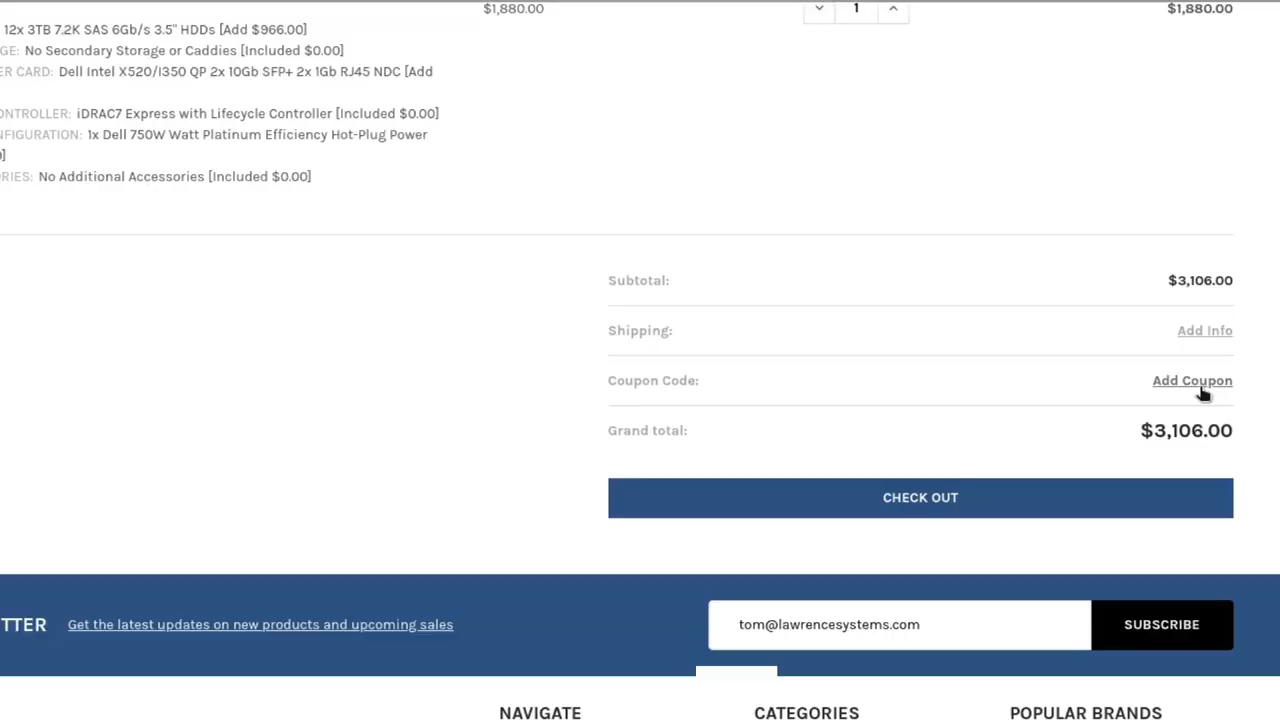 $1,880.00 1 $1,880.00
12x 3TB 7.2K SAS 6Gb/s 3.5" HDDs [Add $966.00]
GE: No Secondary Storage or Caddies [Included $0.00]
ER CARD: Dell Intel X520/I350 QP 2x 10Gb SFP+ 2x 1Gb RJ45 NDC [Add
ONTROLLER: iDRAC7 Express with Lifecycle Controller [Included $0.00]
NFIGURATION: 1x Dell 750W Watt Platinum Efficiency Hot-Plug Power
0]
RIES: No Additional Accessories [Included $0.00]
Subtotal: $3,106.00
Shipping: Add Info
Coupon Code: Add Coupon
Grand total: $3,106.00
CHECK OUT
TTER Get the latest updates on new products and upcoming sales tom@lawrencesystems.com SUBSCRIBE
NAVIGATE CATEGORIES POPULAR BRANDS